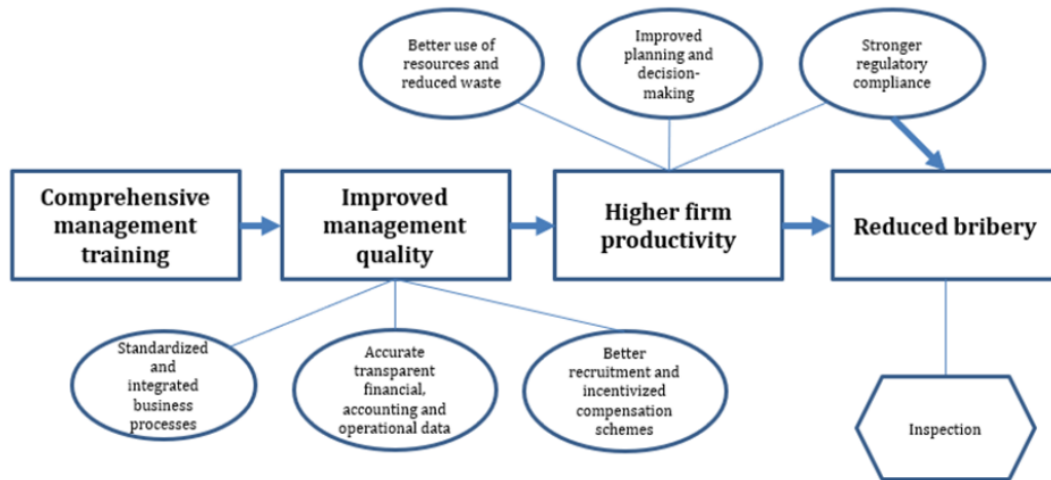 Better use of
resources and
reduced waste
Improved
planning and
decision-
making
Stronger
regulatory
compliance
Comprehensive
management
training
Improved
management
quality
Higher firm
productivity
Reduced bribery
Standardized
and
integrated
business
processes
Accurate
transparent
financial,
accounting and
operational data
Better
recruitment and
incentivized
compensation
schemes
Inspection